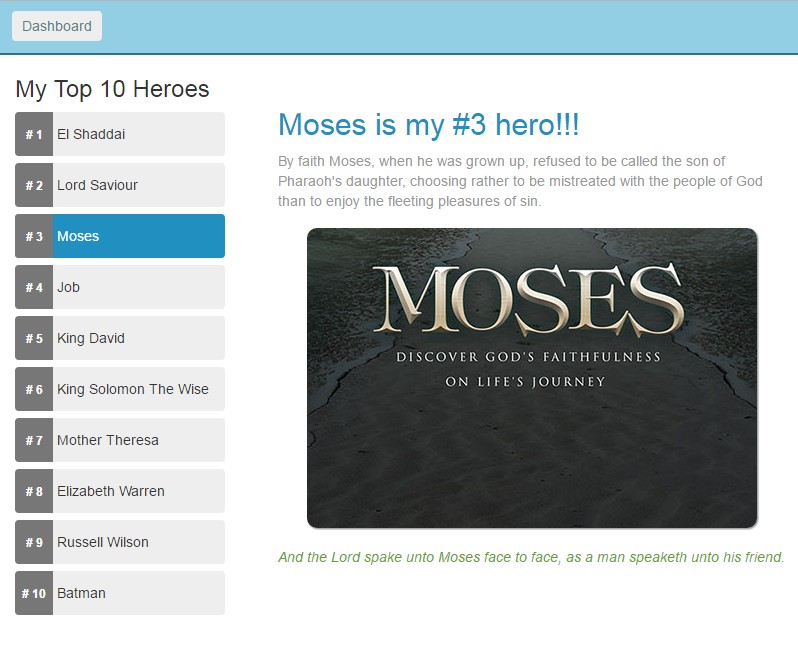 Dashboard
My Top 10 Heroes
# 1 El Shaddai
# 2 Lord Saviour
# 3 Moses
# 4 Job
# 5 King David
# 6 King Solomon The Wise
# 7 Mother Theresa
# 8 Elizabeth Warren
# 9 Russell Wilson
# 10 Batman
Moses is my #3 hero!!!
By faith Moses, when he was grown up, refused to be called the son of
Pharaoh's daughter, choosing rather to be mistreated with the people of God
than to enjoy the fleeting pleasures of sin.
MOSES
DISCOVER GOD'S FAITHFULNESS
ON LIFE'S JOURNEY
And the Lord spake unto Moses face to face, as a man speaketh unto his friend.